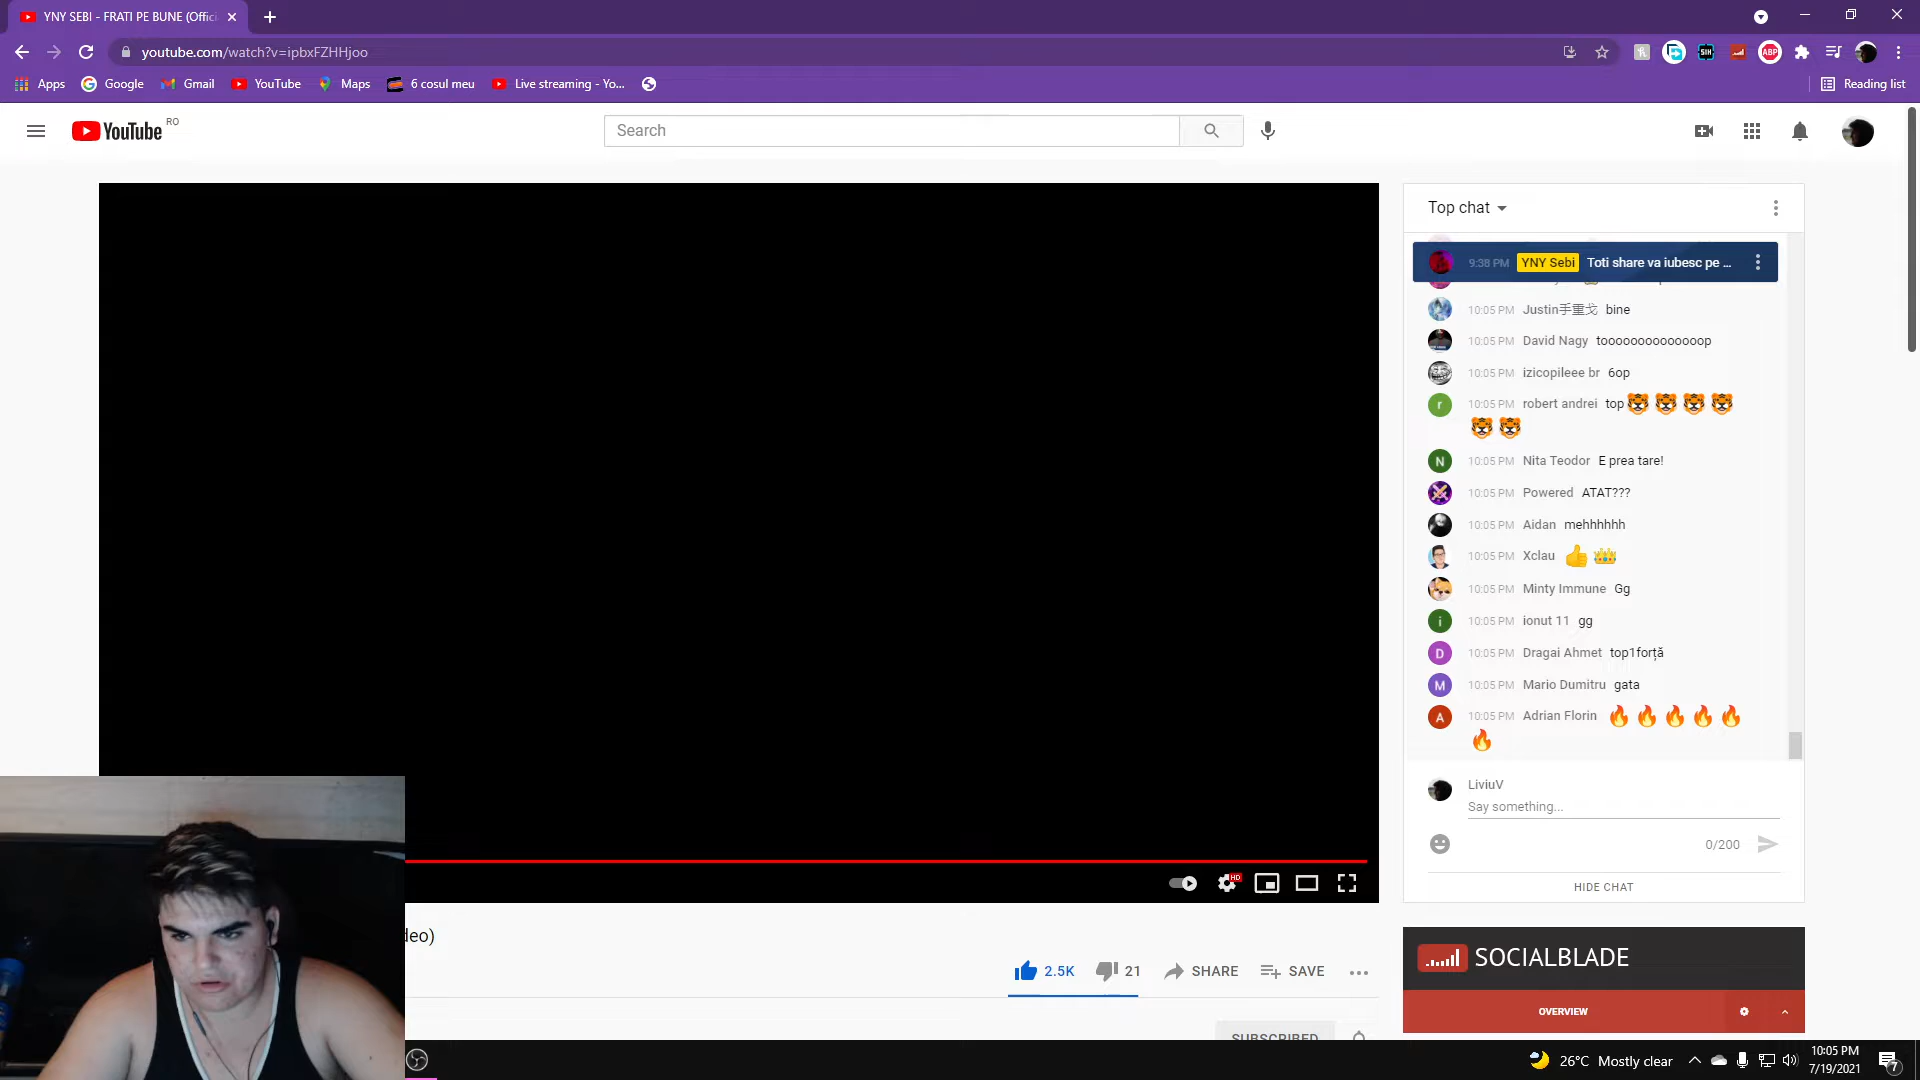 YNY SEBI - FRATI PE BUNE (Offic
youtube.com/watch?v=ipbxFZHHjoo
SIH
ABP
Apps
Google
Gmail
YouTube
Maps
6 cosul meu
Live streaming - Yo...
Reading list
YouTube RO
Search
Top chat
9:38 PM YNY Sebi Toti share va iubesc pe ...
10:05 PM Justin手重戈 bine
10:05 PM David Nagy toooooooooooooop
10:05 PM izicopileee br 6op
r 10:05 PM robert andrei top🐯🐯🐯🐯
🐯🐯
N 10:05 PM Nita Teodor E prea tare!
10:05 PM Powered ATAT???
10:05 PM Aidan mehhhhhh
10:05 PM Xclau 👍👑
10:05 PM Minty Immune Gg
i 10:05 PM ionut 11 gg
D 10:05 PM Dragai Ahmet top1forță
M 10:05 PM Mario Dumitru gata
A 10:05 PM Adrian Florin 🔥🔥🔥🔥🔥
🔥
LiviuV
Say something...
0/200
HIDE CHAT
HD
deo)
2.5K
21
SHARE
SAVE
SUBSCRIBED
SOCIALBLADE
OVERVIEW
26°C Mostly clear
10:05 PM
7/19/2021
7